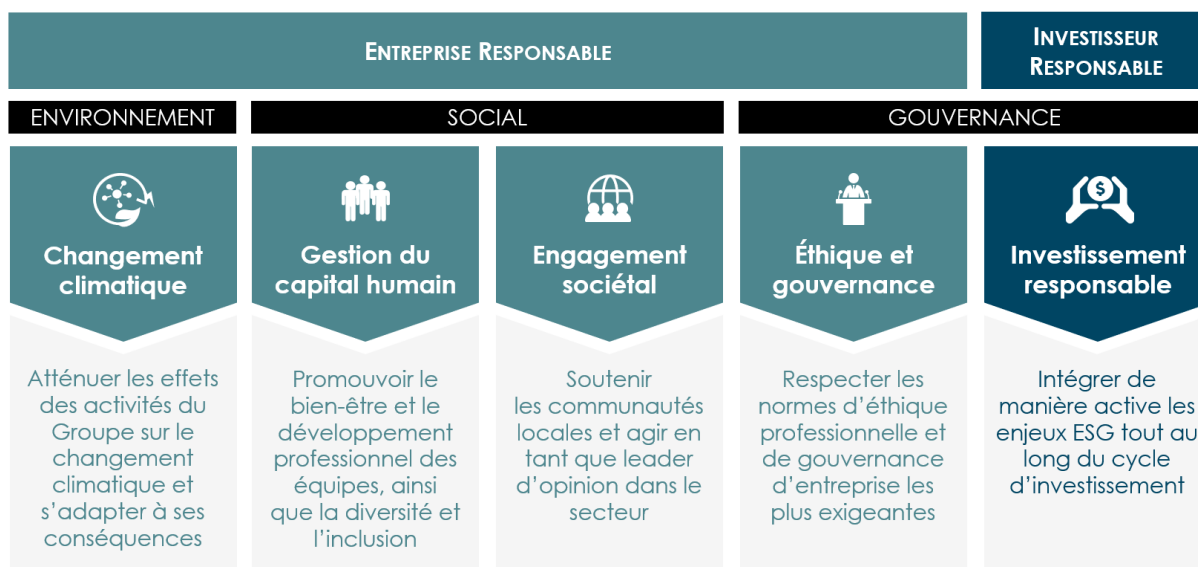 ENTREPRISE RESPONSABLE
INVESTISSEUR
RESPONSABLE
ENVIRONNEMENT
SOCIAL
GOUVERNANCE
Changement
climatique
Atténuer les effets
des activités du
Groupe sur le
changement
climatique et
s'adapter à ses
conséquences
Gestion du
capital humain
Promouvoir le
bien-être et le
développement
professionnel des
équipes, ainsi
que la diversité et
l'inclusion
Engagement
sociétal
Soutenir
les communautés
locales et agir en
tant que leader
d'opinion dans le
secteur
Éthique et
gouvernance
Respecter les
normes d'éthique
professionnelle et
de gouvernance
d'entreprise les
plus exigeantes
$
Investissement
responsable
Intégrer de
manière active les
enjeux ESG tout au
long du cycle
d'investissement